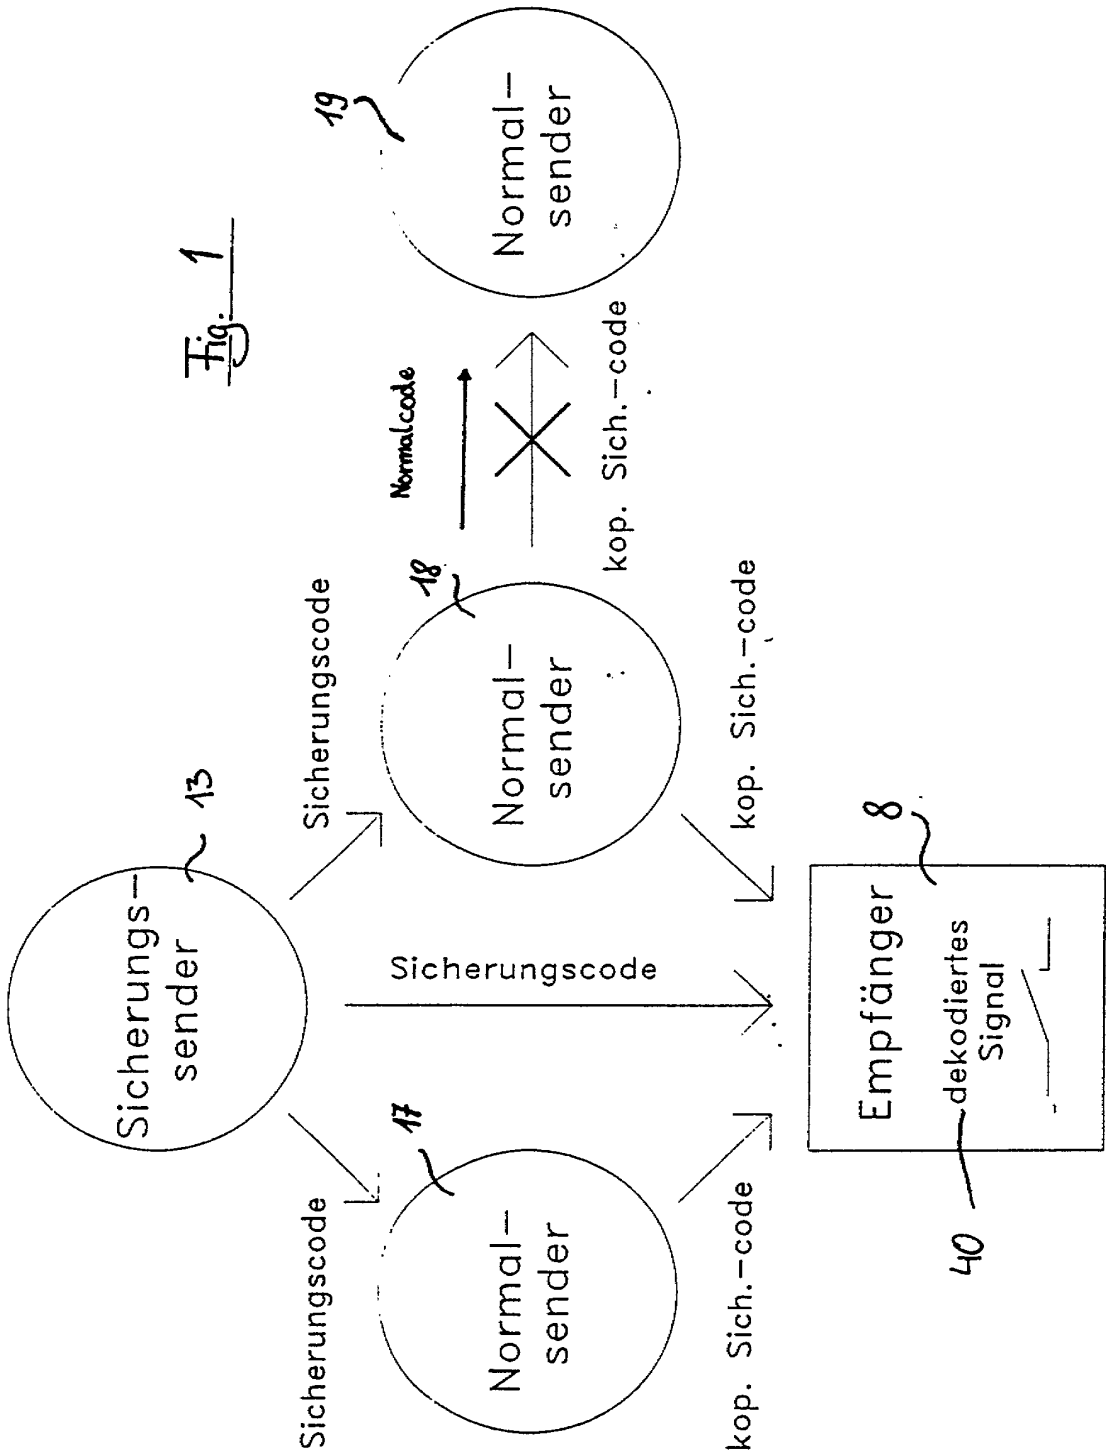 Fig. 1
Sicherungs-
sender
13
Sicherungscode
Sicherungscode
Sicherungscode
17
Normal-
sender
18
Normal-
sender
Normalcode
kop. Sich.-code
19
Normal-
sender
kop. Sich.-code
kop. Sich.-code
8
Empfänger
dekodiertes
Signal
40